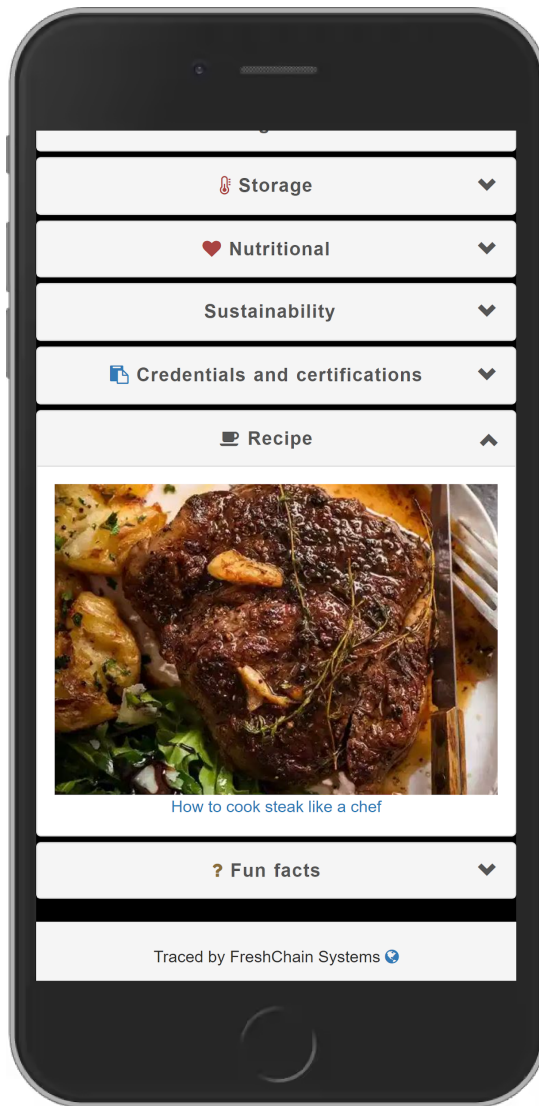 Storage
Nutritional
Sustainability
Credentials and certifications
Recipe
How to cook steak like a chef
? Fun facts
Traced by FreshChain Systems